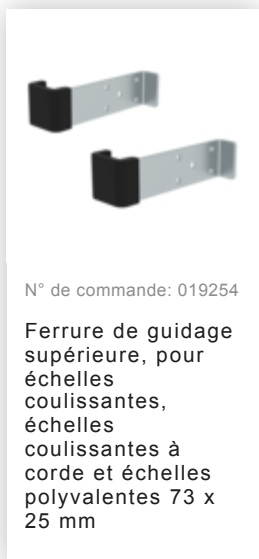 N° de commande: 019254
Ferrure de guidage
supérieure, pour
échelles
coulissantes,
échelles
coulissantes à
corde et échelles
polyvalentes 73 x
25 mm